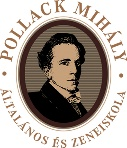 • POLLACK MIHÁLY •
ÁLTALÁNOS ÉS ZENEISKOLA